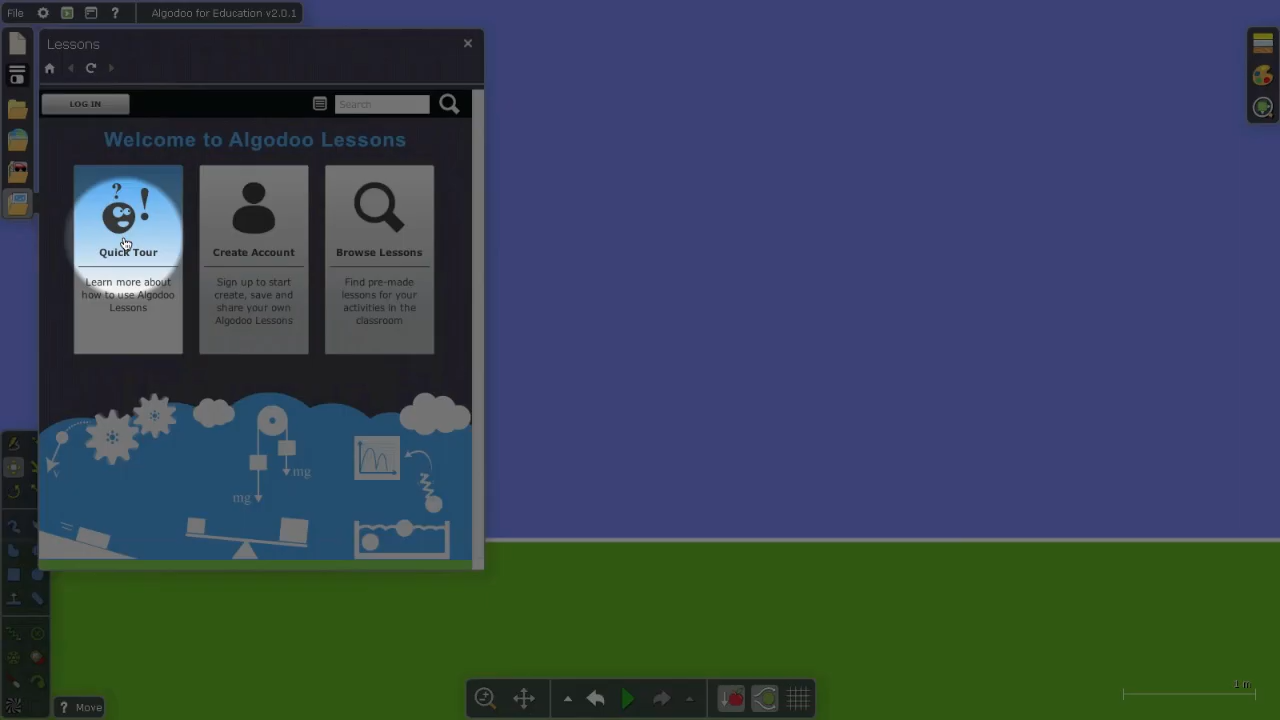 File
?
Algodoo for Education v2.0.1
Lessons
LOG IN
Search
Welcome to Algodoo Lessons
? !
Quick Tour
Learn more about
how to use Algodoo
Lessons
Create Account
Sign up to start
create, save and
share your own
Algodoo Lessons
Browse Lessons
Find pre-made
lessons for your
activities in the
classroom
v
mg
mg
? Move
1 m